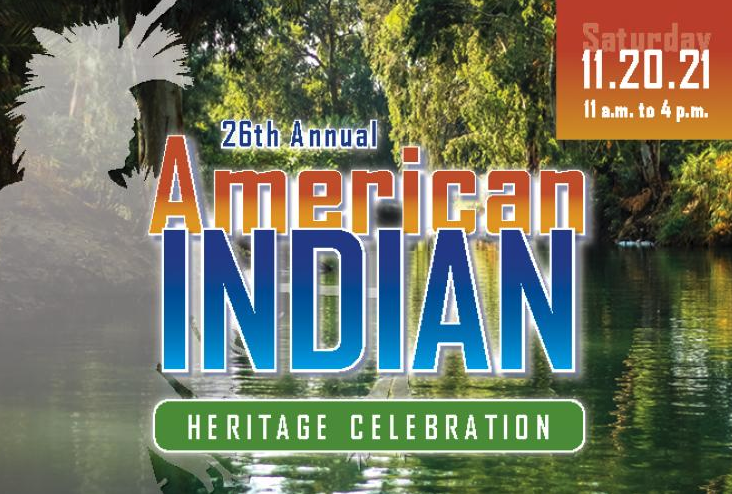 Saturday
11.20.21
11 a.m. to 4 p.m.
26th Annual
American
INDIAN
HERITAGE CELEBRATION